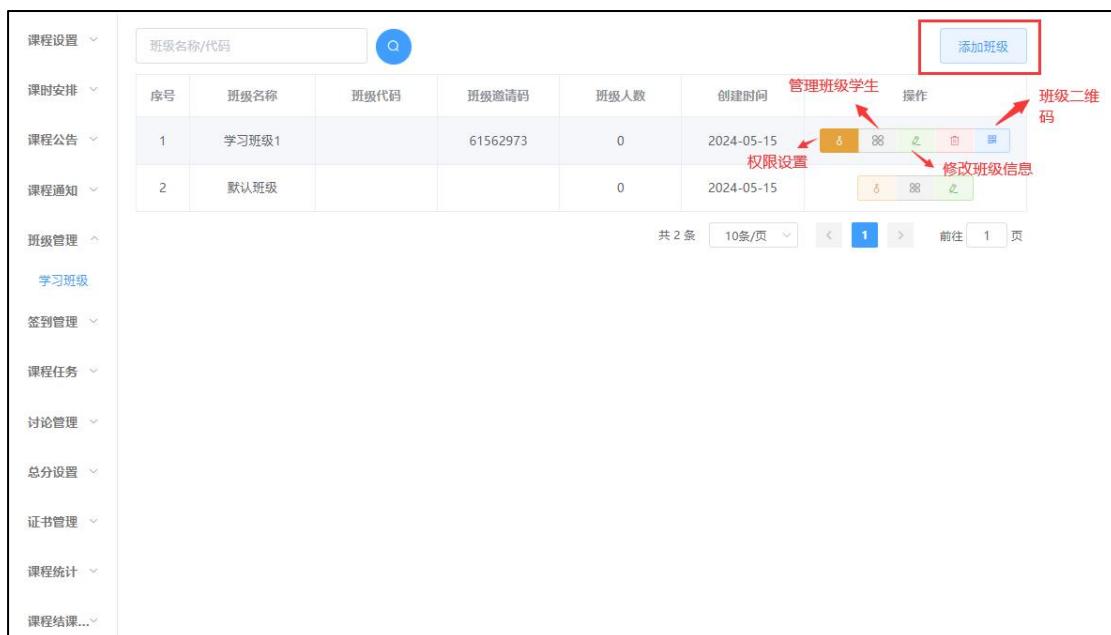 课程设置
班级名称/代码
添加班级
课时安排
序号 班级名称 班级代码 班级邀请码 班级人数 创建时间 操作
管理班级学生
班级二维
码
课程公告
1 学习班级1 61562973 0 2024-05-15
权限设置
修改班级信息
课程通知
2 默认班级 0 2024-05-15
班级管理
共 2 条 10条/页 1 前往 1 页
学习班级
签到管理
课程任务
讨论管理
总分设置
证书管理
课程统计
课程结课...